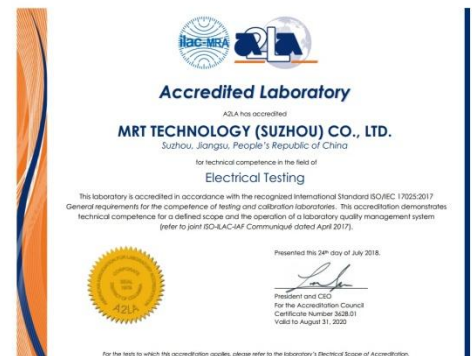 ilac-MRA
A2LA
Accredited Laboratory
A2LA has accredited
MRT TECHNOLOGY (SUZHOU) CO., LTD.
Suzhou, Jiangsu, People's Republic of China
for technical competence in the field of
Electrical Testing
This laboratory is accredited in accordance with the recognized International Standard ISO/IEC 17025:2017
General requirements for the competence of testing and calibration laboratories. This accreditation demonstrates
technical competence for a defined scope and the operation of a laboratory quality management system
(refer to joint ISO-ILAC-IAF Communiqué dated April 2017).
Presented this 24th day of July 2018.
President and CEO
For the Accreditation Council
Certificate Number 3628.01
Valid to August 31, 2020
CORPORATE
SEAL
A2LA
For the tests to which this accreditation applies, please refer to the laboratory's Electrical Scope of Accreditation.